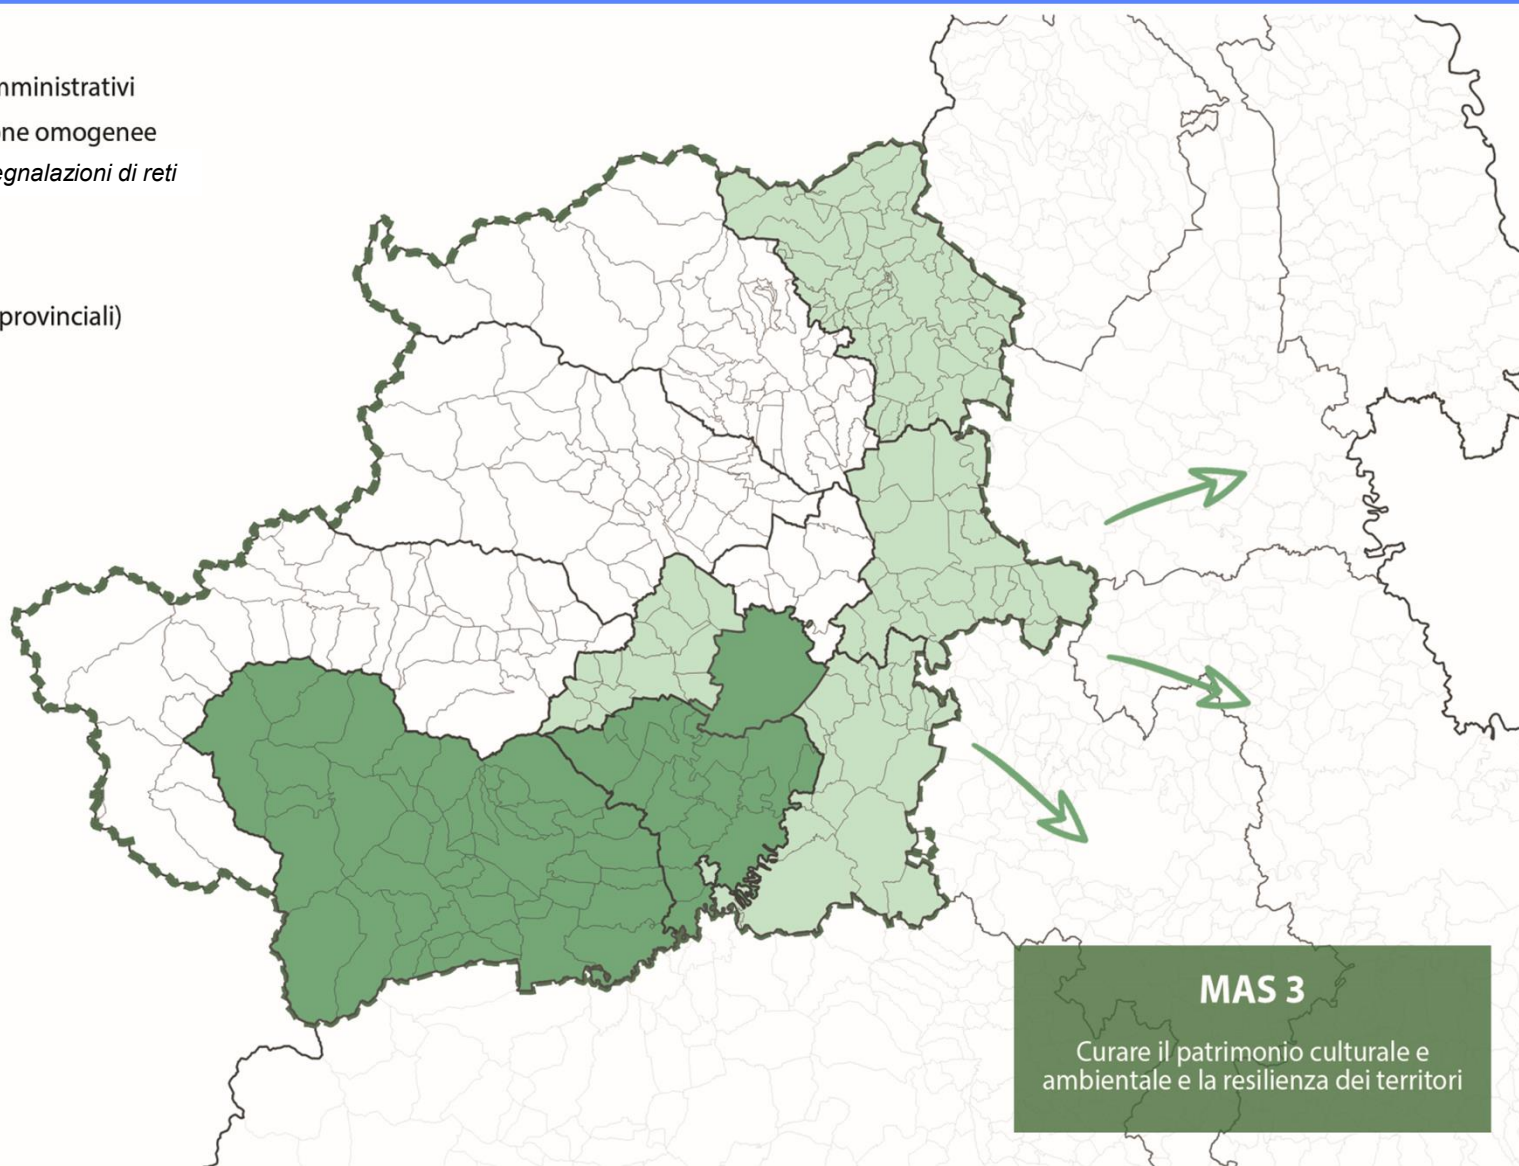 mministrativi
ne omogenee
egnalazioni di reti
provinciali)
MAS 3
Curare il patrimonio culturale e
ambientale e la resilienza dei territori